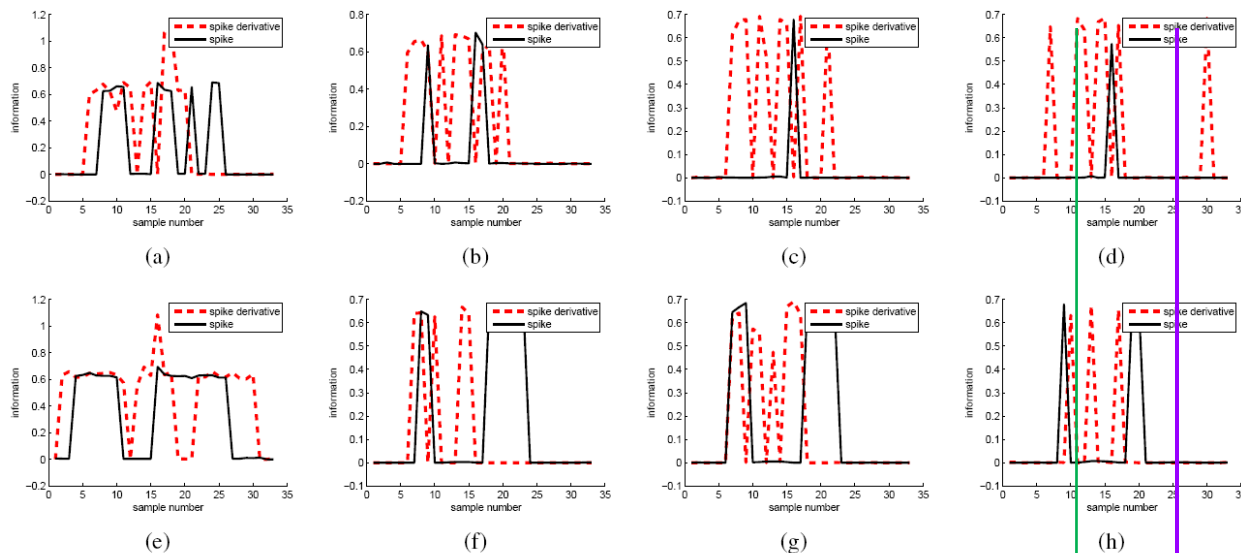 1.2
1
0.8
0.6
0.4
0.2
0
−0.2
0 5 10 15 20 25 30 35
information
sample number
spike derivative
spike
(a)
0.8
0.6
0.4
0.2
0
−0.2
0 5 10 15 20 25 30 35
information
sample number
spike derivative
spike
(b)
0.7
0.6
0.5
0.4
0.3
0.2
0.1
0
−0.1
0 5 10 15 20 25 30 35
information
sample number
spike derivative
spike
(c)
0.7
0.6
0.5
0.4
0.3
0.2
0.1
0
−0.1
0 5 10 15 20 25 30 35
information
sample number
spike derivative
spike
(d)
1.2
1
0.8
0.6
0.4
0.2
0
−0.2
0 5 10 15 20 25 30 35
information
sample number
spike derivative
spike
(e)
0.7
0.6
0.5
0.4
0.3
0.2
0.1
0
−0.1
0 5 10 15 20 25 30 35
information
sample number
spike derivative
spike
(f)
0.7
0.6
0.5
0.4
0.3
0.2
0.1
0
−0.1
0 5 10 15 20 25 30 35
information
sample number
spike derivative
spike
(g)
0.7
0.6
0.5
0.4
0.3
0.2
0.1
0
−0.1
0 5 10 15 20 25 30 35
information
sample number
spike derivative
spike
(h)